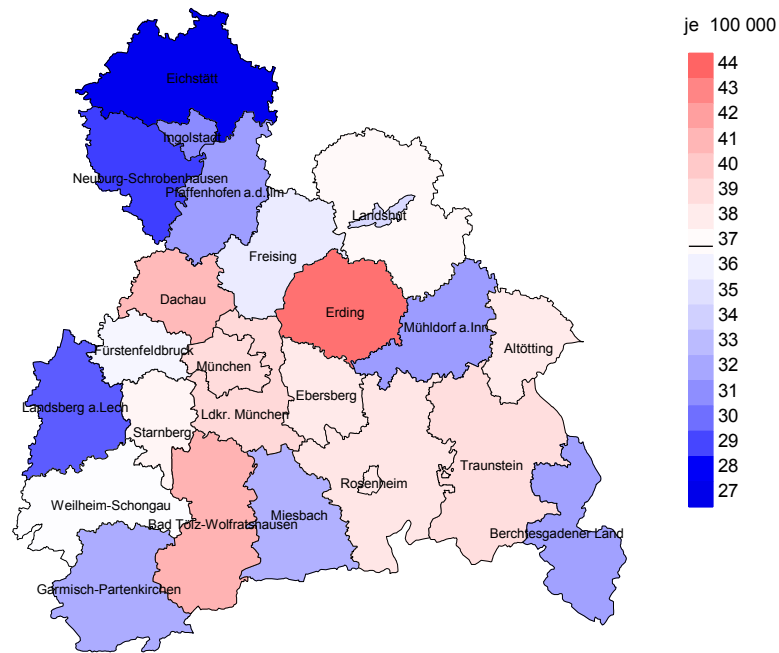 je 100 000
44
43
42
41
40
39
38
37
36
35
34
33
32
31
30
29
28
27
Eichstätt
Ingolstadt
Neuburg-Schrobenhausen
Pfaffenhofen a.d.Ilm
Landshut
Freising
Dachau
Erding
Mühldorf a.Inn
Altötting
Fürstenfeldbruck
München
Ebersberg
Landsberg a.Lech
Starnberg
Ldkr. München
Traunstein
Rosenheim
Weilheim-Schongau
Bad Tölz-Wolfratshausen
Miesbach
Berchtesgadener Land
Garmisch-Partenkirchen